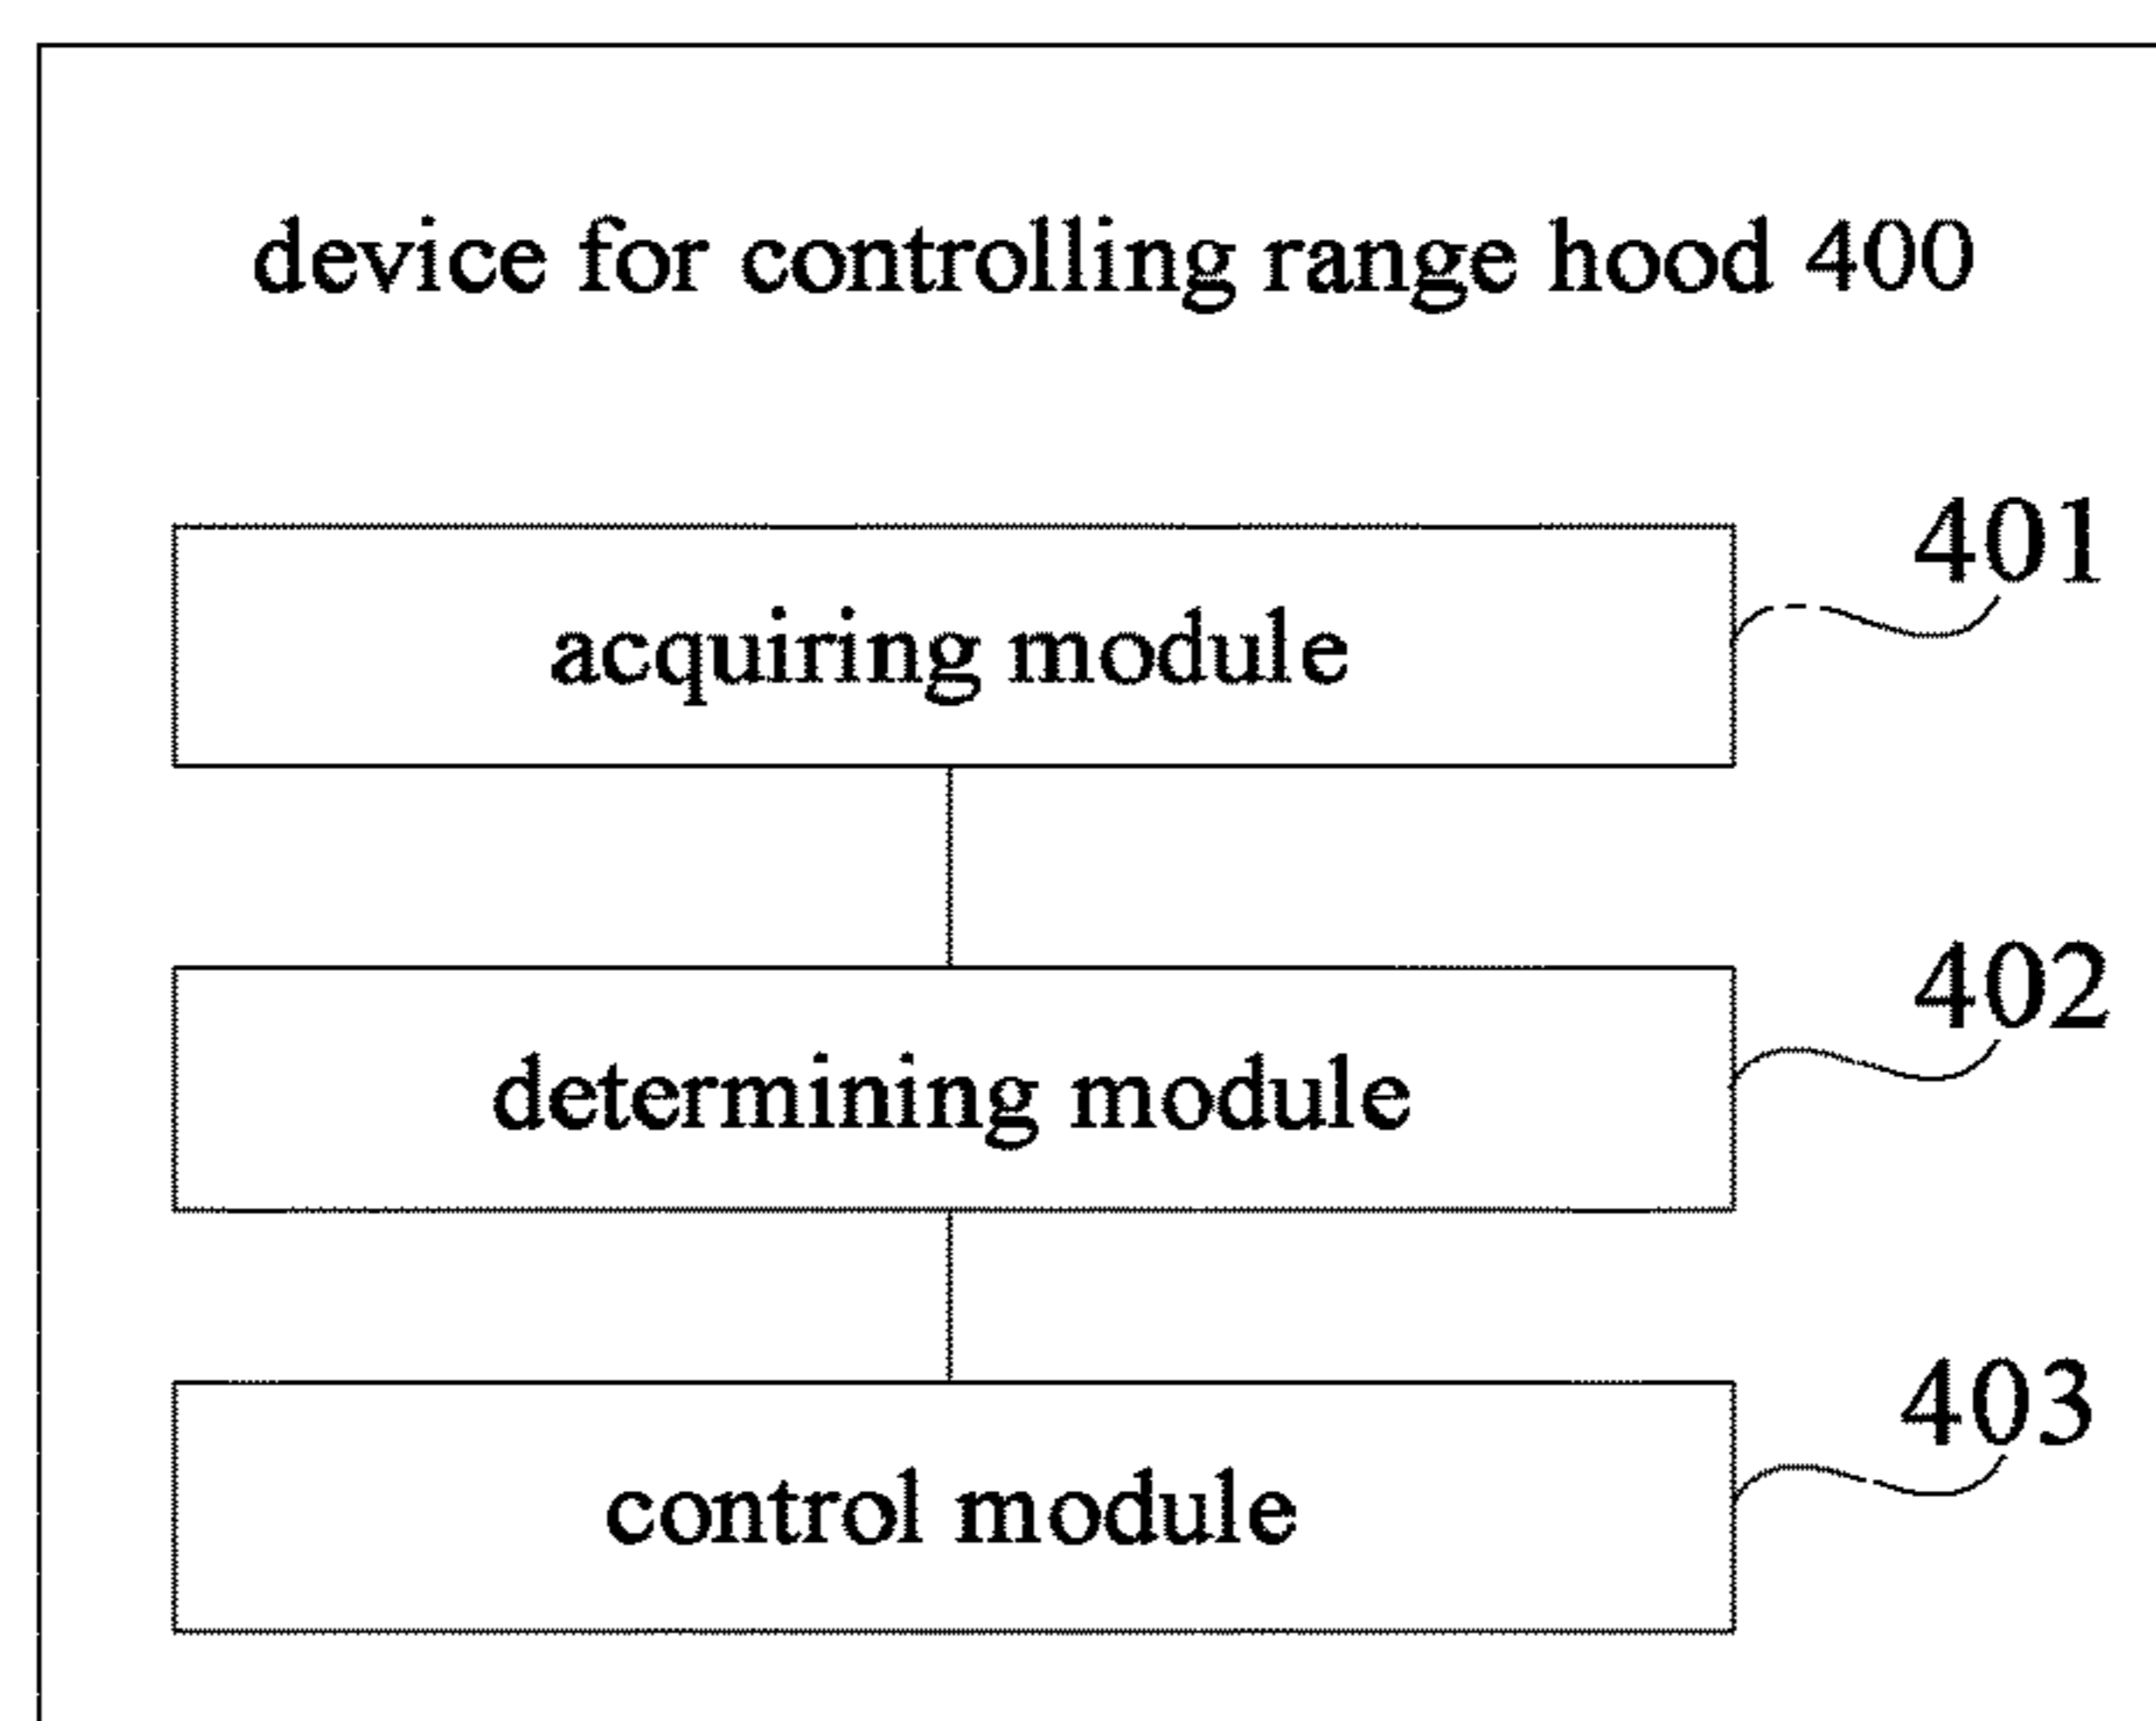 device for controlling range hood 400
401
acquiring module
402
determining module
403
control module